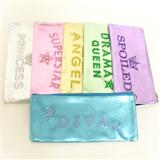 PRINCESS
SUPERSTAR
ANGEL
DRAMA
QUEEN
SPOILED
DIVA